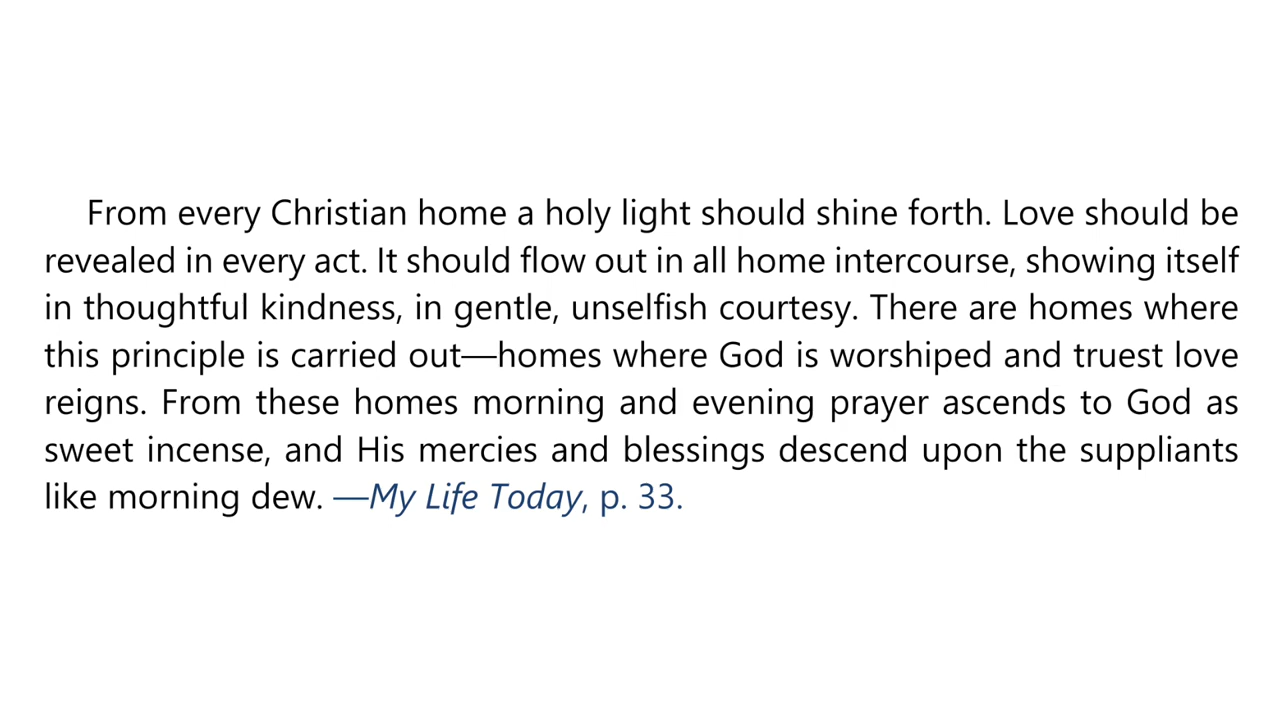 From every Christian home a holy light should shine forth. Love should be
revealed in every act. It should flow out in all home intercourse, showing itself
in thoughtful kindness, in gentle, unselfish courtesy. There are homes where
this principle is carried out—homes where God is worshiped and truest love
reigns. From these homes morning and evening prayer ascends to God as
sweet incense, and His mercies and blessings descend upon the suppliants
like morning dew. —My Life Today, p. 33.